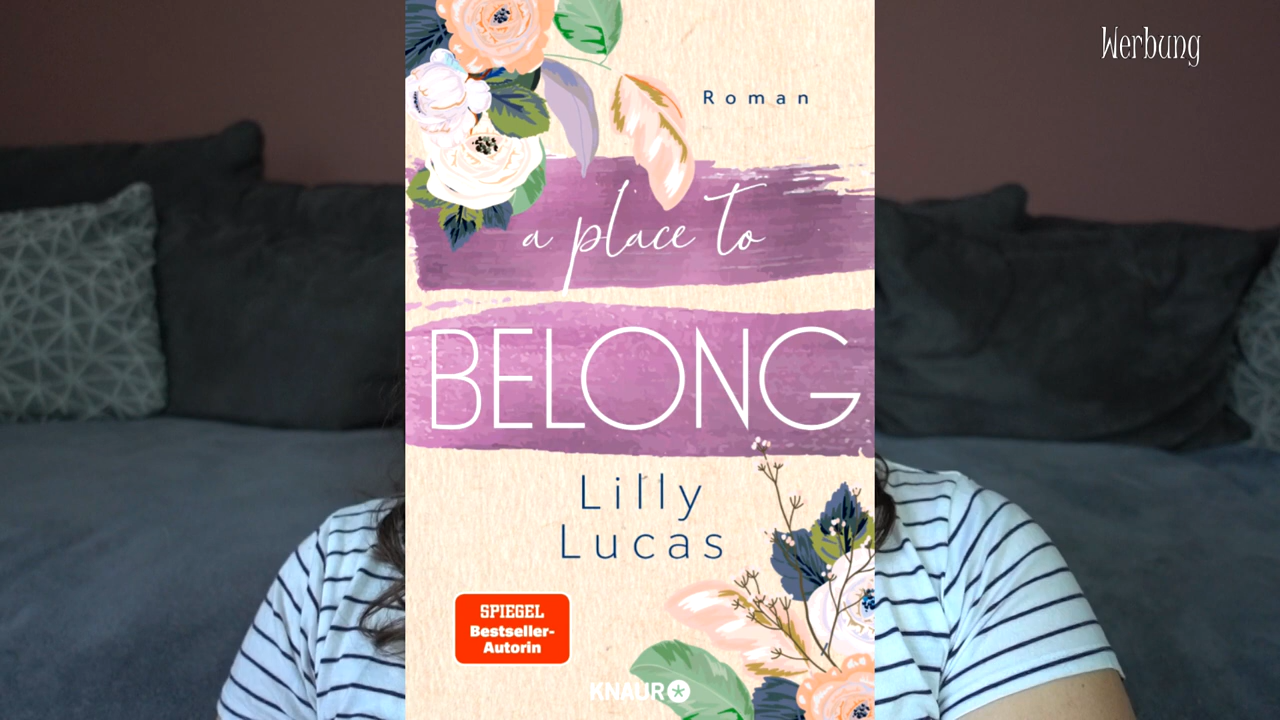 Werbung
Roman
a place to
BELONG
Lilly
Lucas
SPIEGEL
Bestseller-
Autorin
KNAUR